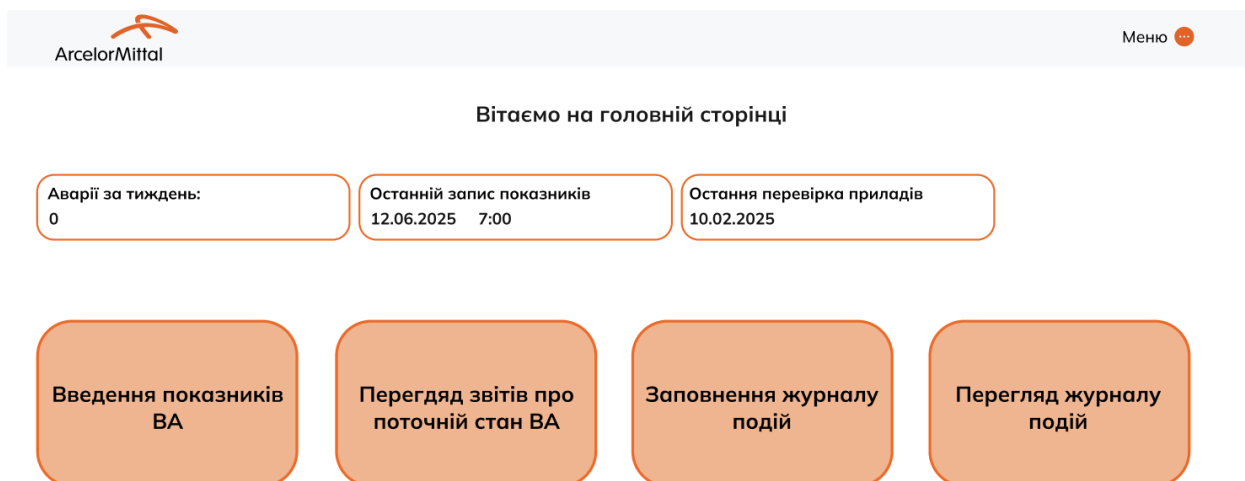 ArcelorMittal
Меню
Вітаємо на головній сторінці
Аварії за тиждень:
0
Останній запис показників
12.06.2025 7:00
Остання перевірка приладів
10.02.2025
Введення показників
ВА
Перегдяд звітів про
поточній стан ВА
Заповнення журналу
подій
Перегляд журналу
подій